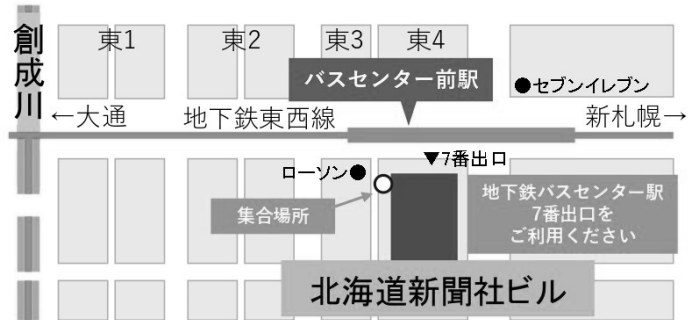 創成川
東1
東2
東3
東4
バスセンター前駅
●セブンイレブン
←大通
地下鉄東西線
新札幌→
▼7番出口
ローソン●
集合場所
地下鉄バスセンター駅
7番出口を
ご利用ください
北海道新聞社ビル